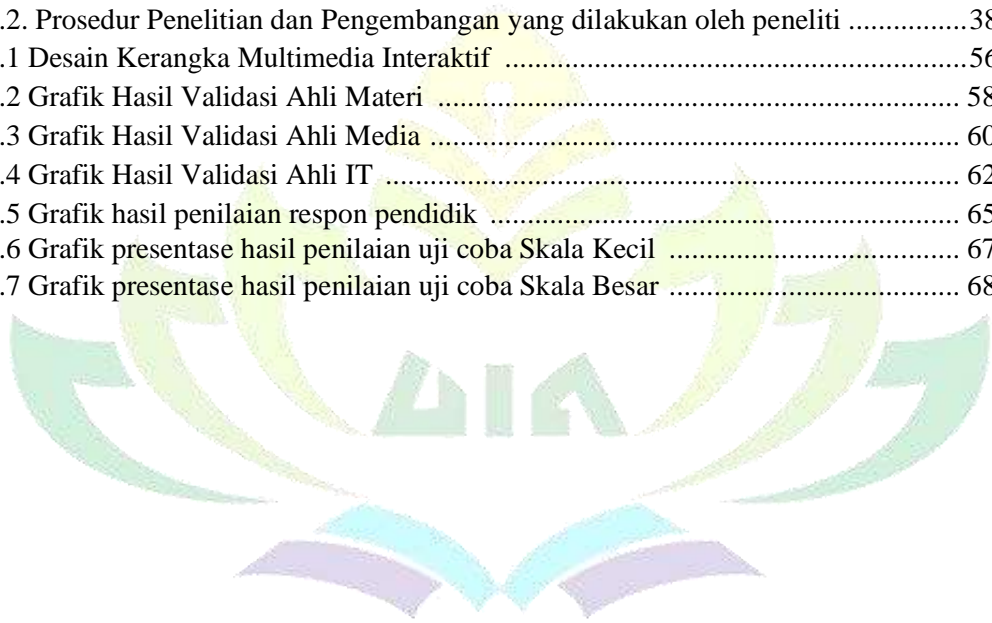 .2. Prosedur Penelitian dan Pengembangan yang dilakukan oleh peneliti ................38
.1 Desain Kerangka Multimedia Interaktif ................................................................56
.2 Grafik Hasil Validasi Ahli Materi ........................................................................ 58
.3 Grafik Hasil Validasi Ahli Media ......................................................................... 60
.4 Grafik Hasil Validasi Ahli IT ............................................................................... 62
.5 Grafik hasil penilaian respon pendidik ................................................................. 65
.6 Grafik presentase hasil penilaian uji coba Skala Kecil ........................................ 67
.7 Grafik presentase hasil penilaian uji coba Skala Besar ........................................ 68
UIN